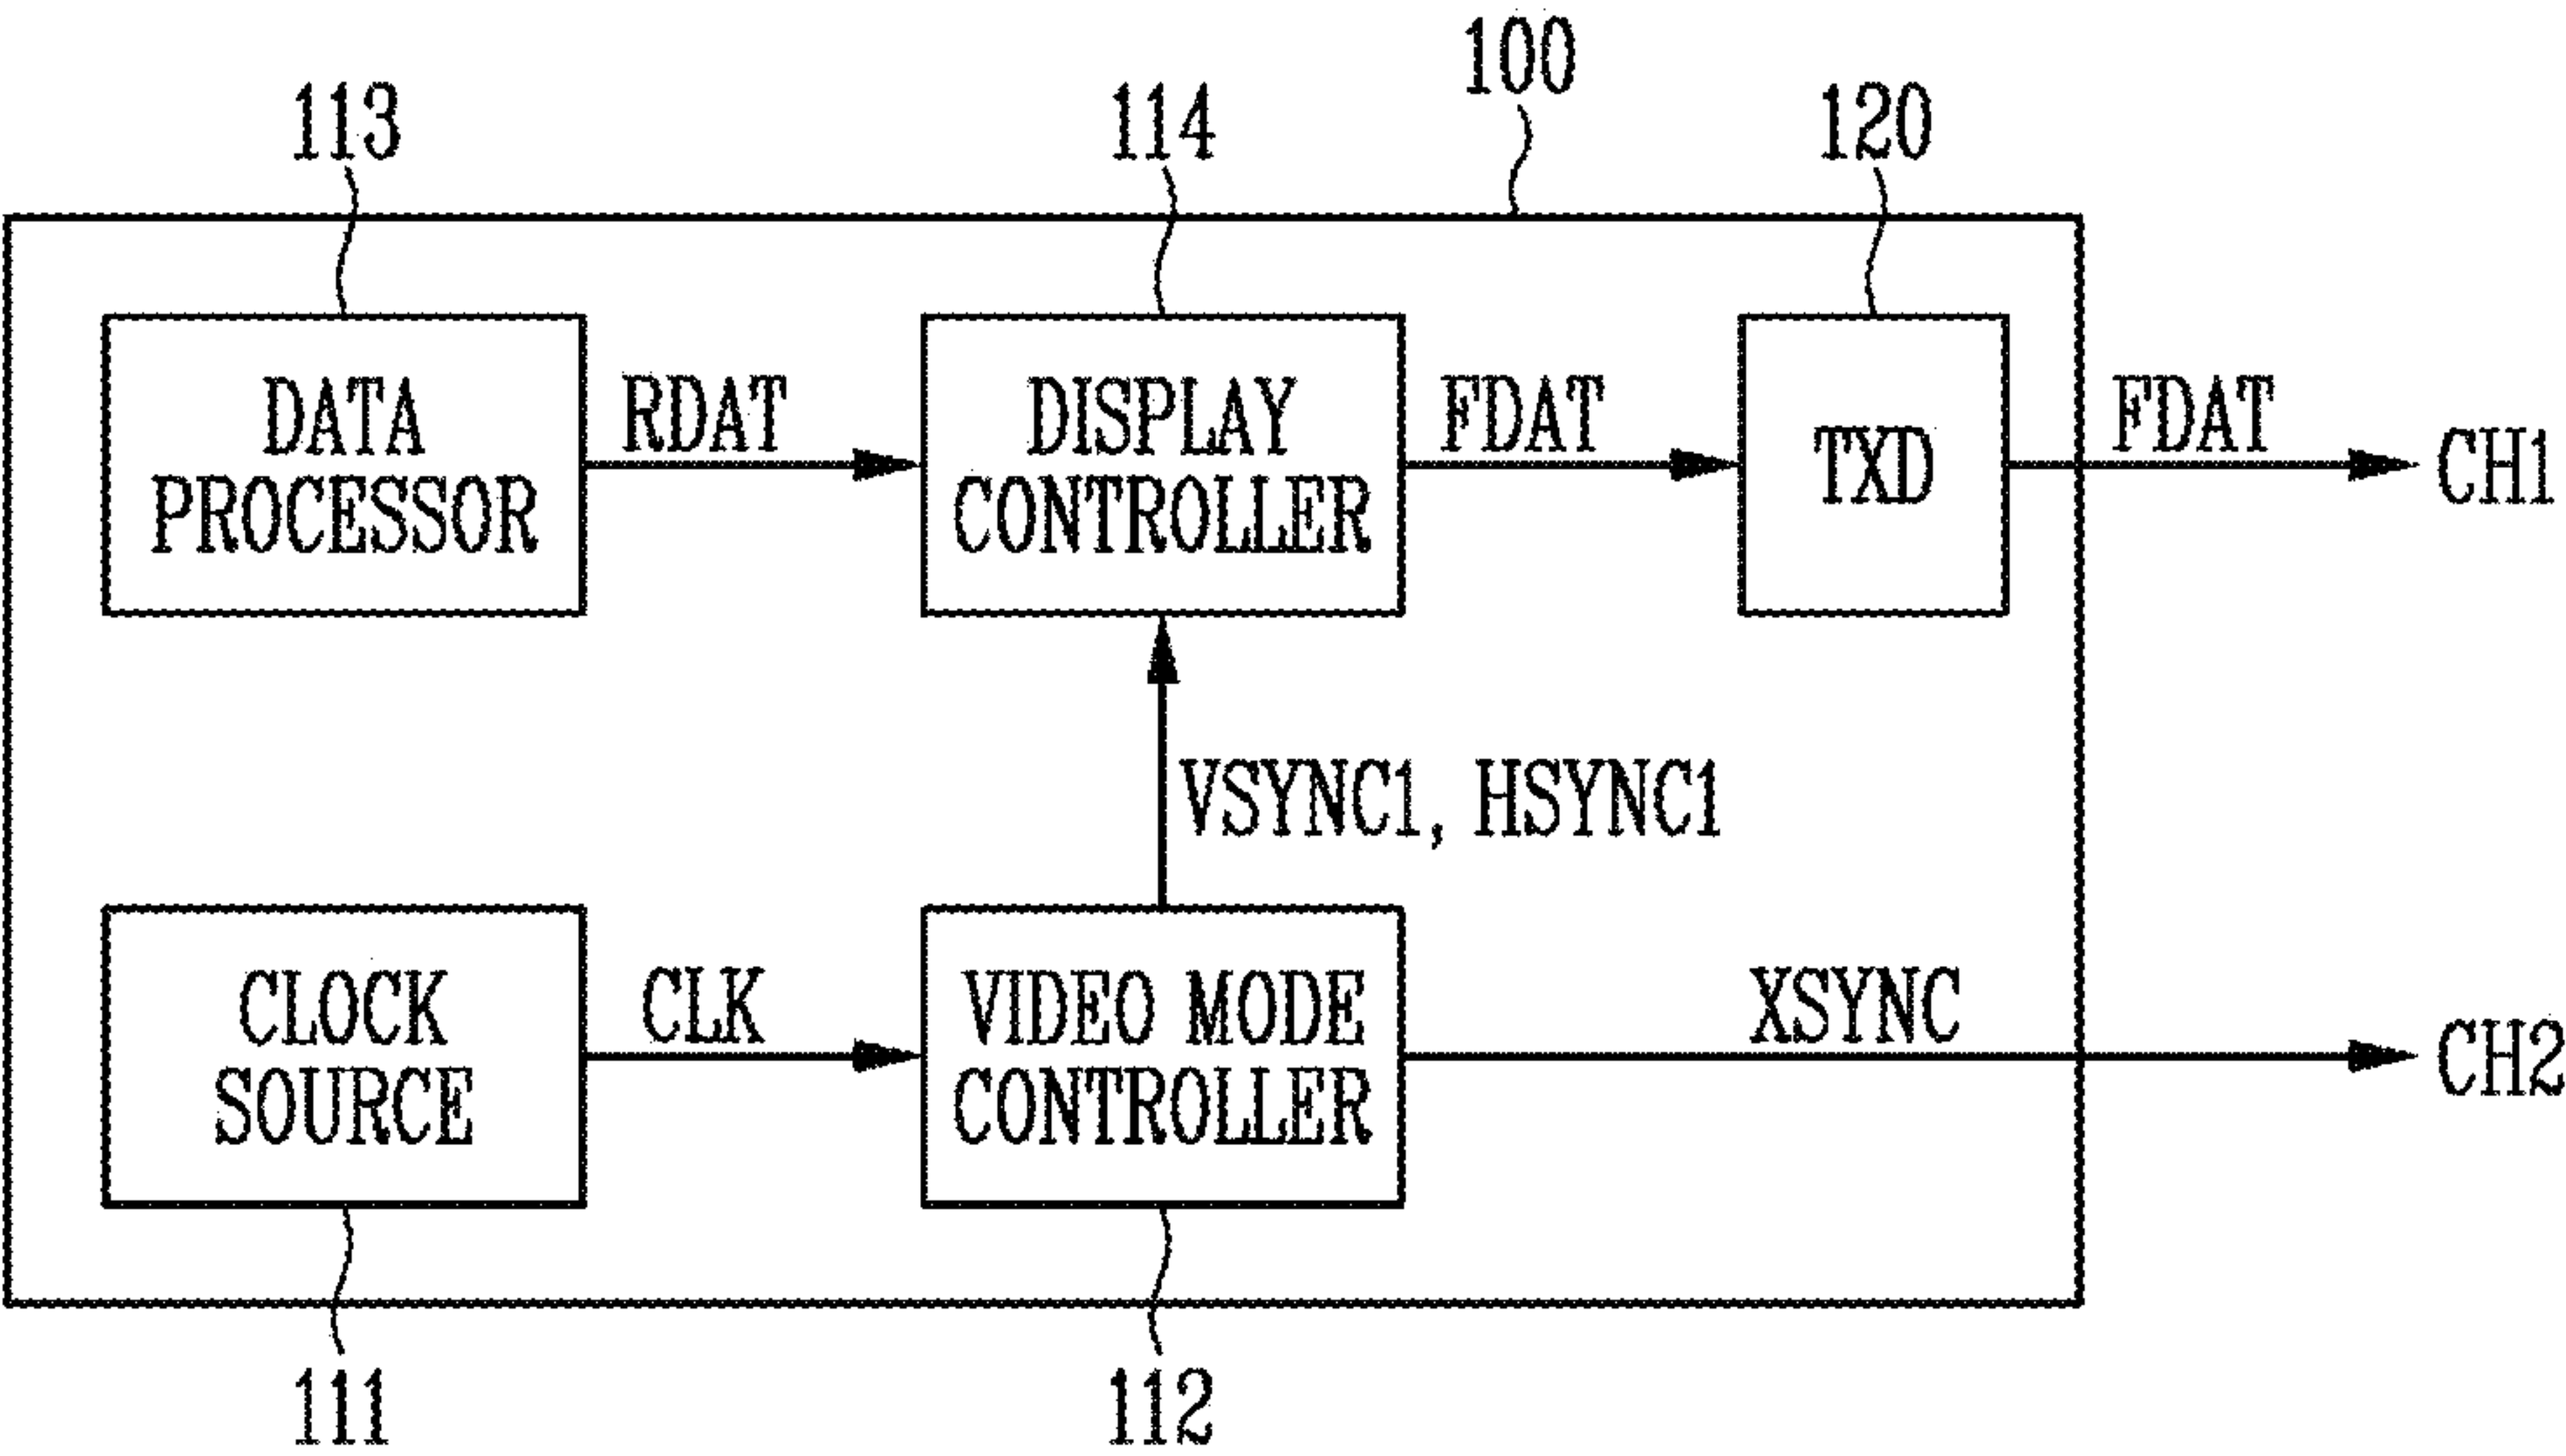 100
113
114
120
DATA
PROCESSOR
RDAT
DISPLAY
CONTROLLER
FDAT
TXD
FDAT
CH1
VSYNC1, HSYNC1
CLOCK
SOURCE
CLK
VIDEO MODE
CONTROLLER
XSYNC
CH2
111
112